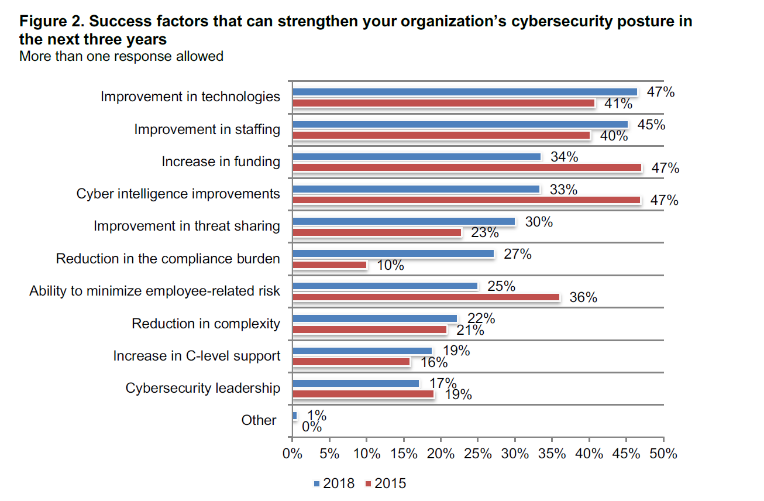 Figure 2. Success factors that can strengthen your organization’s cybersecurity posture in
the next three years
More than one response allowed
Improvement in technologies 47%
41%
Improvement in staffing 45%
40%
Increase in funding 34%
47%
Cyber intelligence improvements 33%
47%
Improvement in threat sharing 30%
23%
Reduction in the compliance burden 27%
10%
Ability to minimize employee-related risk 25%
36%
Reduction in complexity 22%
21%
Increase in C-level support 19%
16%
Cybersecurity leadership 17%
19%
Other 1%
0%
0% 5% 10% 15% 20% 25% 30% 35% 40% 45% 50%
2018 2015